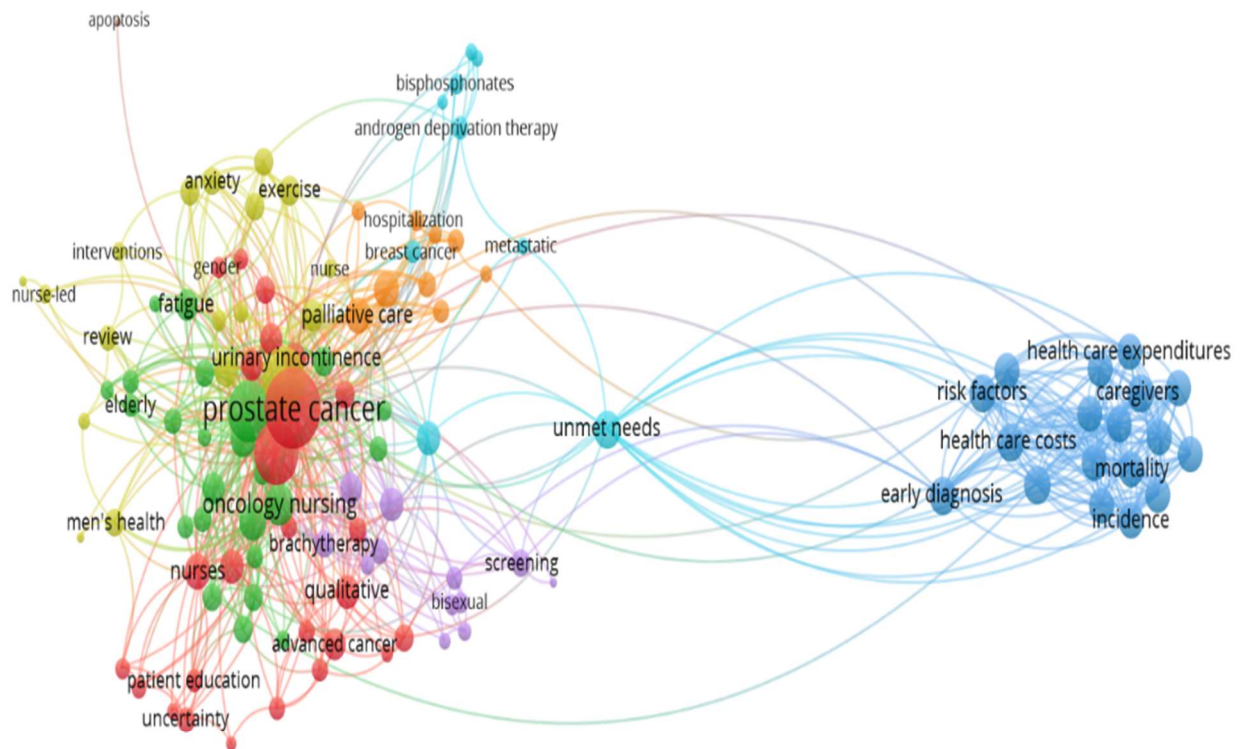 apoptosis
bisphosphonates
androgen deprivation therapy
anxiety
exercise
hospitalization
interventions
gender
nurse
breast cancer
metastatic
nurse-led
fatigue
palliative care
review
urinary incontinence
health care expenditures
risk factors
caregivers
elderly
prostate cancer
unmet needs
health care costs
mortality
early diagnosis
oncology nursing
men's health
incidence
brachytherapy
nurses
screening
qualitative
bisexual
advanced cancer
patient education
uncertainty